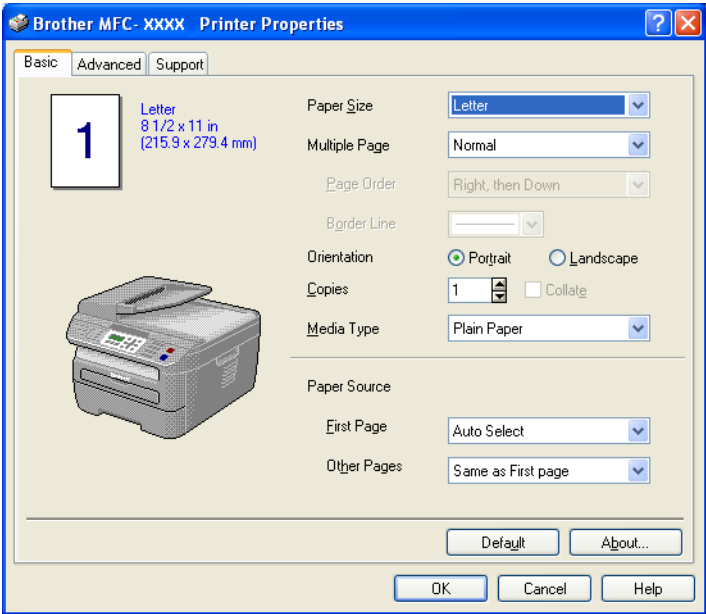 Brother MFC- XXXX Printer Properties
Basic Advanced Support
1
Letter
8 1/2 x 11 in
(215.9 x 279.4 mm)
Paper Size Letter
Multiple Page Normal
Page Order Right, then Down
Border Line
Orientation Portrait Landscape
Copies 1 Collate
Media Type Plain Paper
Paper Source
First Page Auto Select
Other Pages Same as First page
Default About...
OK Cancel Help